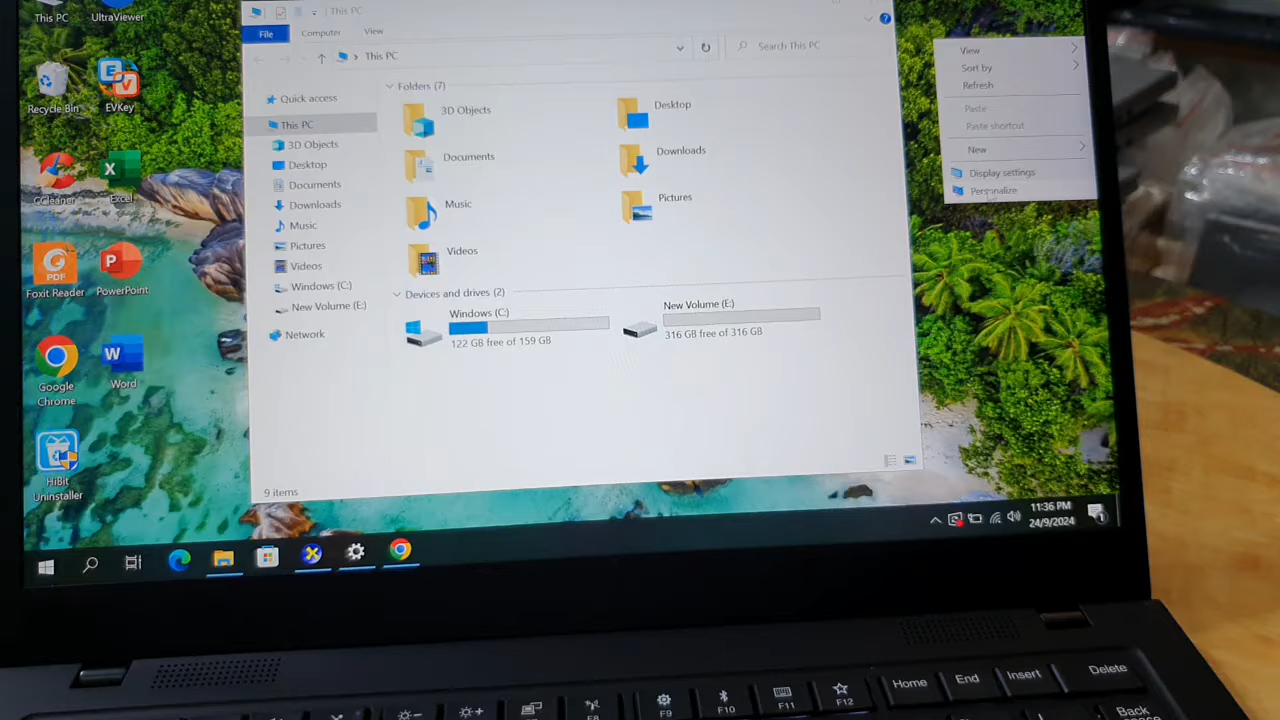 This PC
UltraViewer
Recycle Bin
EVKey
CCleaner
Excel
Foxit Reader
PowerPoint
Google
Chrome
Word
HiBit
Uninstaller
This PC
File
Computer
View
This PC
Search This PC
Quick access
This PC
3D Objects
Desktop
Documents
Downloads
Music
Pictures
Videos
Windows (C:)
New Volume (E:)
Network
Folders (7)
3D Objects
Desktop
Documents
Downloads
Music
Pictures
Videos
Devices and drives (2)
Windows (C:)
122 GB free of 159 GB
New Volume (E:)
316 GB free of 316 GB
9 items
View
Sort by
Refresh
Paste
Paste shortcut
New
Display settings
Personalize
11:36 PM
24/9/2024
1
F8
F9
F10
F11
F12
Home
End
Insert
Delete
Back